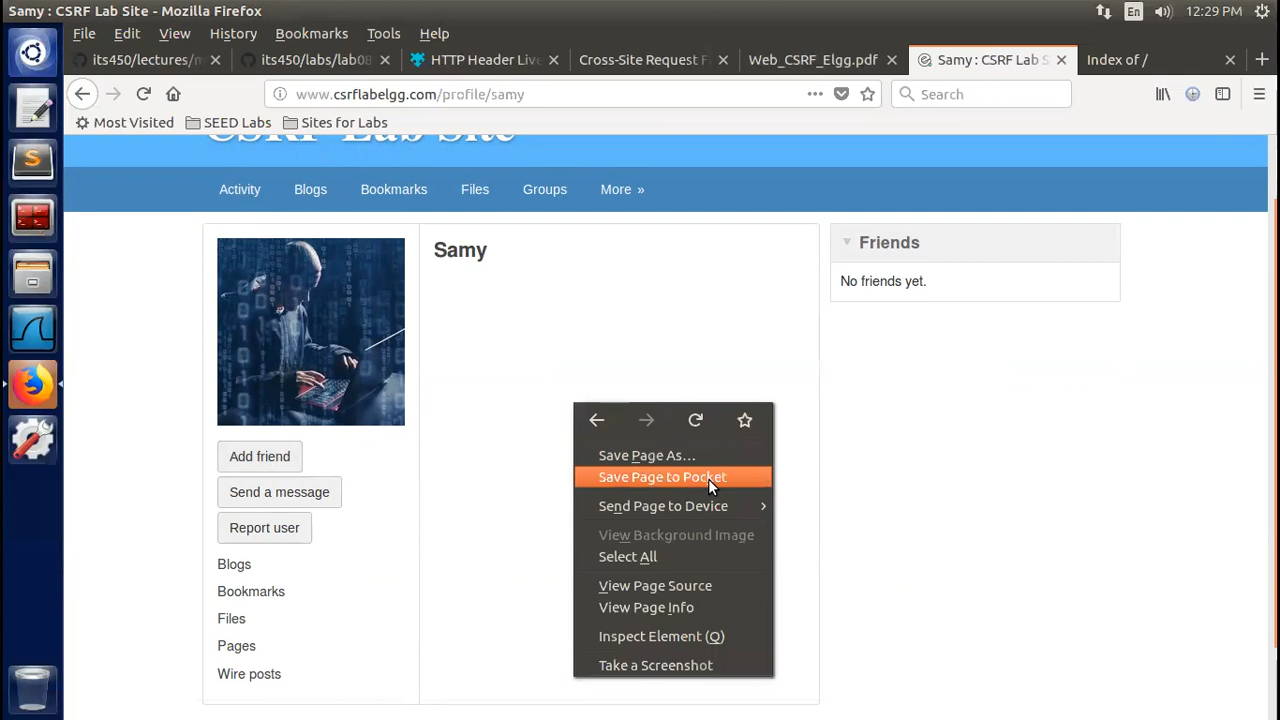 Samy : CSRF Lab Site - Mozilla Firefox
En
12:29 PM
File Edit View History Bookmarks Tools Help
its450/lectures/m
its450/labs/lab08
HTTP Header Live
Cross-Site Request F
Web_CSRF_Elgg.pdf
Samy : CSRF Lab S
Index of /
www.csrflabelgg.com/profile/samy
Search
Most Visited
SEED Labs
Sites for Labs
CSRF Lab Site
Activity
Blogs
Bookmarks
Files
Groups
More »
Samy
Add friend
Send a message
Report user
Blogs
Bookmarks
Files
Pages
Wire posts
Save Page As…
Save Page to Pocket
Send Page to Device
View Background Image
Select All
View Page Source
View Page Info
Inspect Element (Q)
Take a Screenshot
Friends
No friends yet.